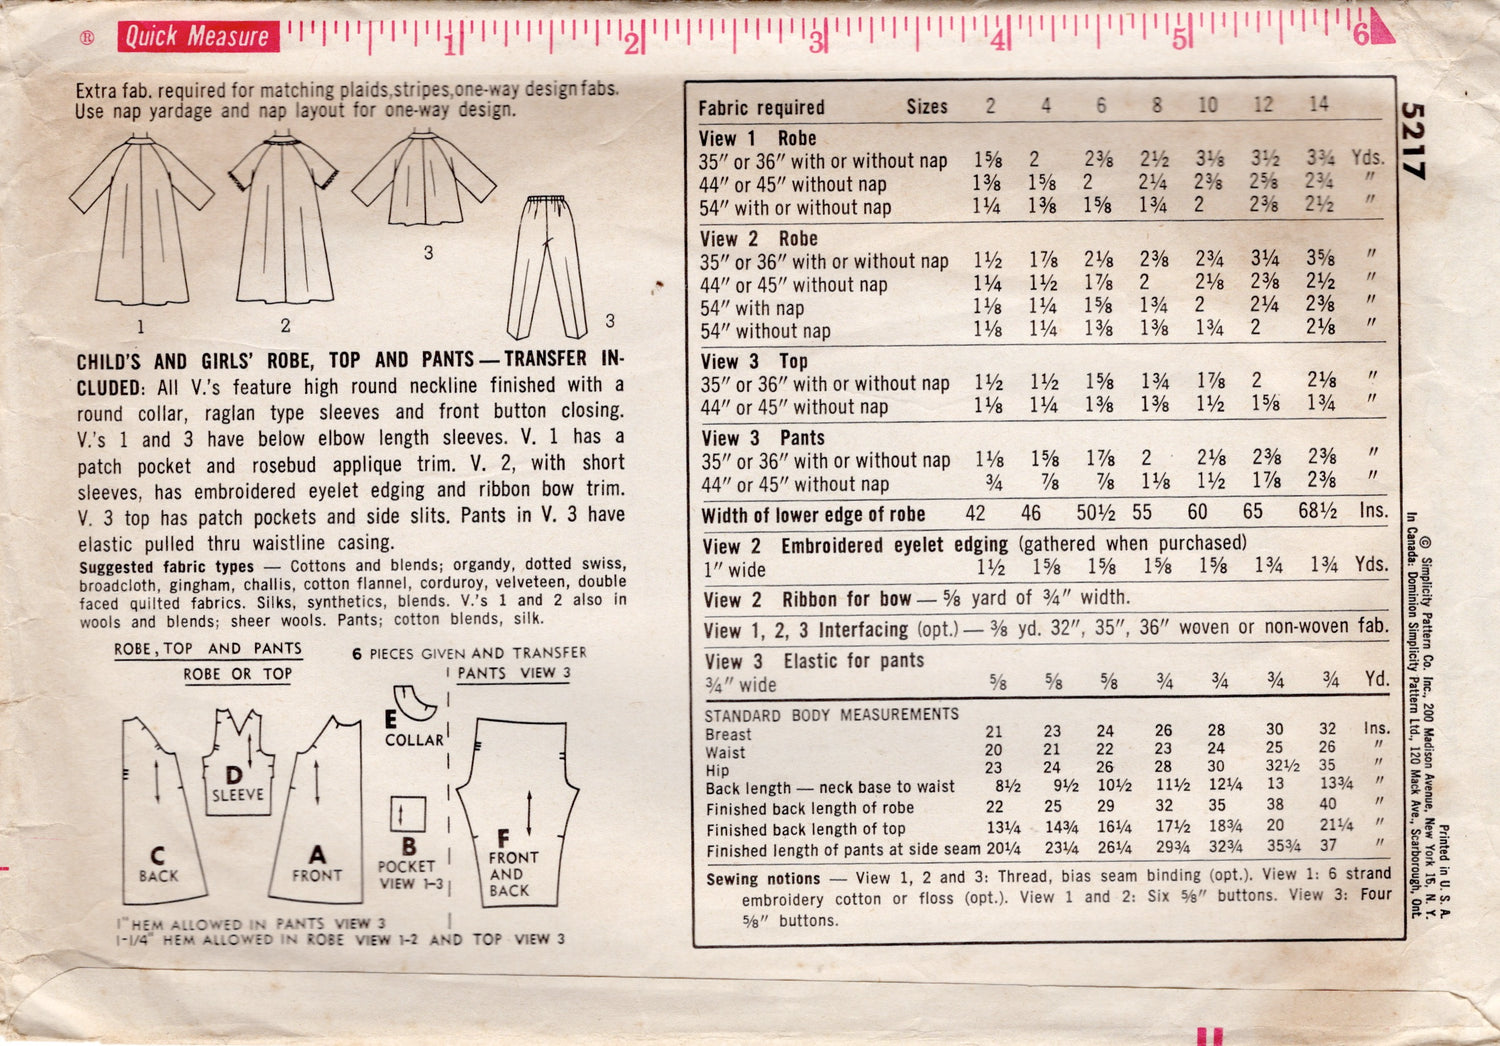 ® Quick Measure 1 2 3 4 5 6
Extra fab. required for matching plaids,stripes,one-way design fabs.
Use nap yardage and nap layout for one-way design.
1
2
3
3
CHILD'S AND GIRLS' ROBE, TOP AND PANTS — TRANSFER IN-
CLUDED: All V.'s feature high round neckline finished with a
round collar, raglan type sleeves and front button closing.
V.'s 1 and 3 have below elbow length sleeves. V. 1 has a
patch pocket and rosebud applique trim. V. 2, with short
sleeves, has embroidered eyelet edging and ribbon bow trim.
V. 3 top has patch pockets and side slits. Pants in V. 3 have
elastic pulled thru waistline casing.
Suggested fabric types — Cottons and blends; organdy, dotted swiss,
broadcloth, gingham, challis, cotton flannel, corduroy, velveteen, double
faced quilted fabrics. Silks, synthetics, blends. V.'s 1 and 2 also in
wools and blends; sheer wools. Pants; cotton blends, silk.
ROBE, TOP AND PANTS
6 PIECES GIVEN AND TRANSFER
ROBE OR TOP
PANTS VIEW 3
E
COLLAR
D
SLEEVE
C
BACK
A
FRONT
B
POCKET
VIEW 1-3
F
FRONT
AND
BACK
1" HEM ALLOWED IN PANTS VIEW 3
1-1/4" HEM ALLOWED IN ROBE VIEW 1-2 AND TOP VIEW 3
Fabric required Sizes 2 4 6 8 10 12 14
View 1 Robe
35" or 36" with or without nap 1⅝ 2 2⅜ 2½ 3⅛ 3½ 3¾ Yds.
44" or 45" without nap 1⅜ 1⅝ 2 2¼ 2⅜ 2⅝ 2¾ "
54" with or without nap 1¼ 1⅜ 1⅝ 1¾ 2 2⅜ 2½ "
View 2 Robe
35" or 36" with or without nap 1½ 1⅞ 2⅛ 2⅜ 2¾ 3¼ 3⅝ "
44" or 45" without nap 1¼ 1½ 1⅞ 2 2⅛ 2⅜ 2½ "
54" with nap 1⅛ 1¼ 1⅝ 1¾ 2 2¼ 2⅜ "
54" without nap 1⅛ 1¼ 1⅜ 1⅜ 1¾ 2 2⅛ "
View 3 Top
35" or 36" with or without nap 1½ 1½ 1⅝ 1¾ 1⅞ 2 2⅛ "
44" or 45" without nap 1⅛ 1¼ 1⅜ 1⅜ 1½ 1⅝ 1¾ "
View 3 Pants
35" or 36" with or without nap 1⅛ 1⅝ 1⅞ 2 2⅛ 2⅜ 2⅜ "
44" or 45" without nap ¾ ⅞ ⅞ 1⅛ 1½ 1⅞ 2⅜ "
Width of lower edge of robe 42 46 50½ 55 60 65 68½ Ins.
View 2 Embroidered eyelet edging (gathered when purchased)
1" wide 1½ 1⅝ 1⅝ 1⅝ 1⅝ 1¾ 1¾ Yds.
View 2 Ribbon for bow — ⅝ yard of ¾" width.
View 1, 2, 3 Interfacing (opt.) — ⅜ yd. 32", 35", 36" woven or non-woven fab.
View 3 Elastic for pants
¾" wide ⅝ ⅝ ⅝ ¾ ¾ ¾ ¾ Yd.
STANDARD BODY MEASUREMENTS
Breast 21 23 24 26 28 30 32 Ins.
Waist 20 21 22 23 24 25 26 "
Hip 23 24 26 28 30 32½ 35 "
Back length — neck base to waist 8½ 9½ 10½ 11½ 12¼ 13 13¾ "
Finished back length of robe 22 25 29 32 35 38 40 "
Finished back length of top 13¼ 14¾ 16¼ 17½ 18¾ 20 21¼ "
Finished length of pants at side seam 20¼ 23¼ 26¼ 29¾ 32¾ 35¾ 37 "
Sewing notions — View 1, 2 and 3: Thread, bias seam binding (opt.). View 1: 6 strand
embroidery cotton or floss (opt.). View 1 and 2: Six ⅝" buttons. View 3: Four
⅝" buttons.
5217
© Simplicity Pattern Co. Inc., 200 Madison Avenue, New York 16, N. Y.
In Canada: Dominion Simplicity Pattern Ltd., 120 Mack Ave., Scarborough, Ont.
Printed in U. S. A.